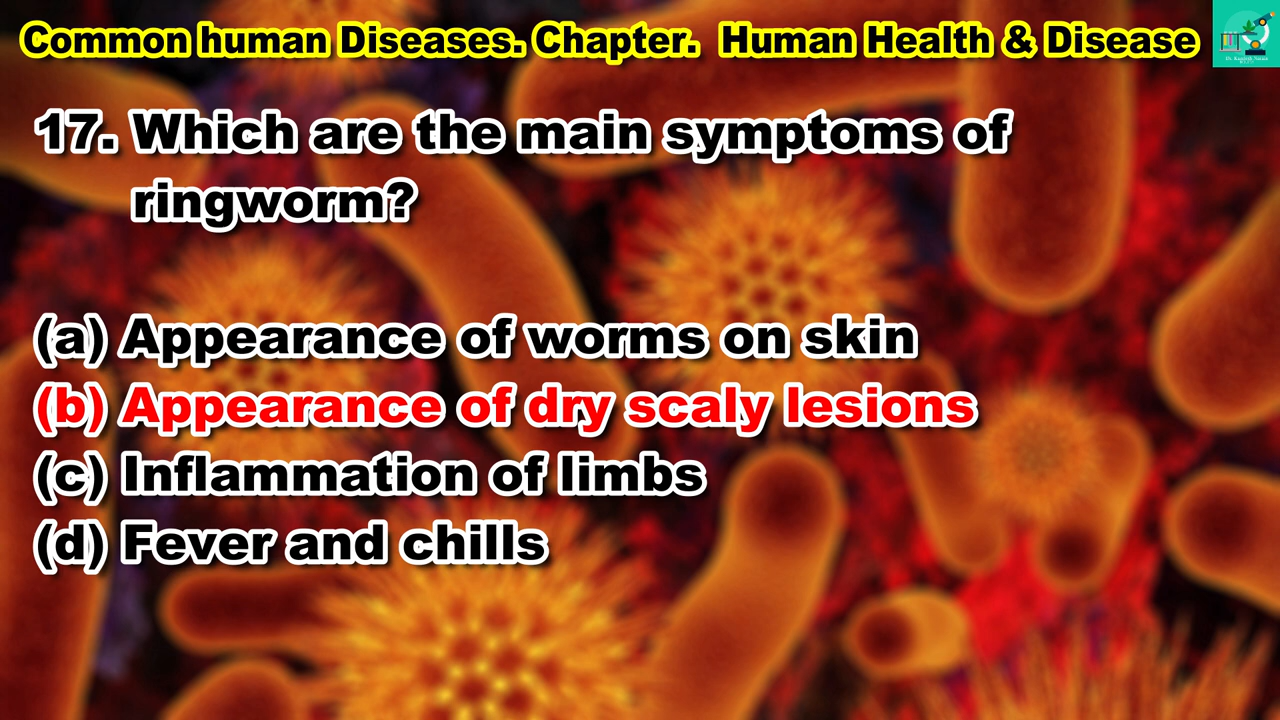 Common human Diseases. Chapter. Human Health & Disease
17. Which are the main symptoms of
ringworm?
(a) Appearance of worms on skin
(b) Appearance of dry scaly lesions
(c) Inflammation of limbs
(d) Fever and chills